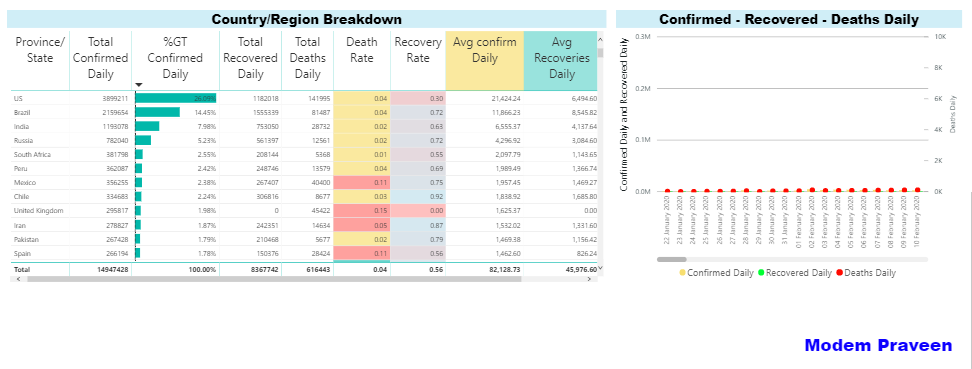 Country/Region Breakdown
Province/ State Total Confirmed Daily %GT Confirmed Daily Total Recovered Daily Total Deaths Daily Death Rate Recovery Rate Avg confirm Daily Avg Recoveries Daily
US 3899211 26.09% 1182018 141995 0.04 0.30 21,424.24 6,494.60
Brazil 2159654 14.45% 1555339 81487 0.04 0.72 11,866.23 8,545.82
India 1193078 7.98% 753050 28732 0.02 0.63 6,555.37 4,137.64
Russia 782040 5.23% 561397 12561 0.02 0.72 4,296.92 3,084.60
South Africa 381798 2.55% 208144 5368 0.01 0.55 2,097.79 1,143.65
Peru 362087 2.42% 248746 13579 0.04 0.69 1,989.49 1,366.74
Mexico 356255 2.38% 267407 40400 0.11 0.75 1,957.45 1,469.27
Chile 334683 2.24% 306816 8677 0.03 0.92 1,838.92 1,685.80
United Kingdom 295817 1.98% 0 45422 0.15 0.00 1,625.37 0.00
Iran 278827 1.87% 242351 14634 0.05 0.87 1,532.02 1,331.60
Pakistan 267428 1.79% 210468 5677 0.02 0.79 1,469.38 1,156.42
Spain 266194 1.78% 150376 28424 0.11 0.56 1,462.60 826.24
Total 14947428 100.00% 8367742 616443 0.04 0.56 82,128.73 45,976.60
Confirmed - Recovered - Deaths Daily
Confirmed Daily and Recovered Daily
0.3M
0.2M
0.1M
0.0M
10K
8K
6K
4K
2K
0K
Deaths Daily
22 January 2020
23 January 2020
24 January 2020
25 January 2020
26 January 2020
27 January 2020
28 January 2020
29 January 2020
30 January 2020
31 January 2020
01 February 2020
02 February 2020
03 February 2020
04 February 2020
05 February 2020
06 February 2020
07 February 2020
08 February 2020
09 February 2020
10 February 2020
Confirmed Daily Recovered Daily Deaths Daily
Modem Praveen